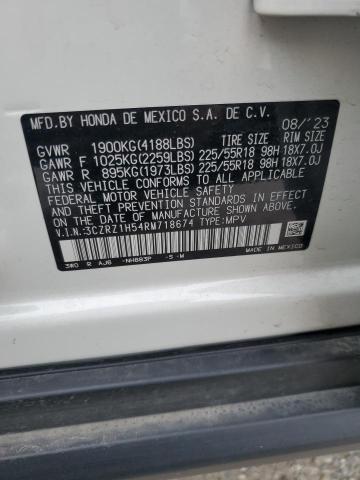 MFD.BY HONDA DE MEXICO S.A. DE C.V. 08/'23
GVWR 1900KG(4188LBS) TIRE SIZE RIM SIZE
GAWR F 1025KG(2259LBS) 225/55R18 98H 18X7.0J
GAWR R 895KG(1973LBS) 225/55R18 98H 18X7.0J
THIS VEHICLE CONFORMS TO ALL APPLICABLE
FEDERAL MOTOR VEHICLE SAFETY
STANDARDS IN EFFECT ON THE DATE OF
MANUFACTURE SHOWN ABOVE.
V.I.N.:3CZRZ1H54RM718674 TYPE:MPV
3W0 R AJ6 -NH883P -S -M MADE IN MEXICO